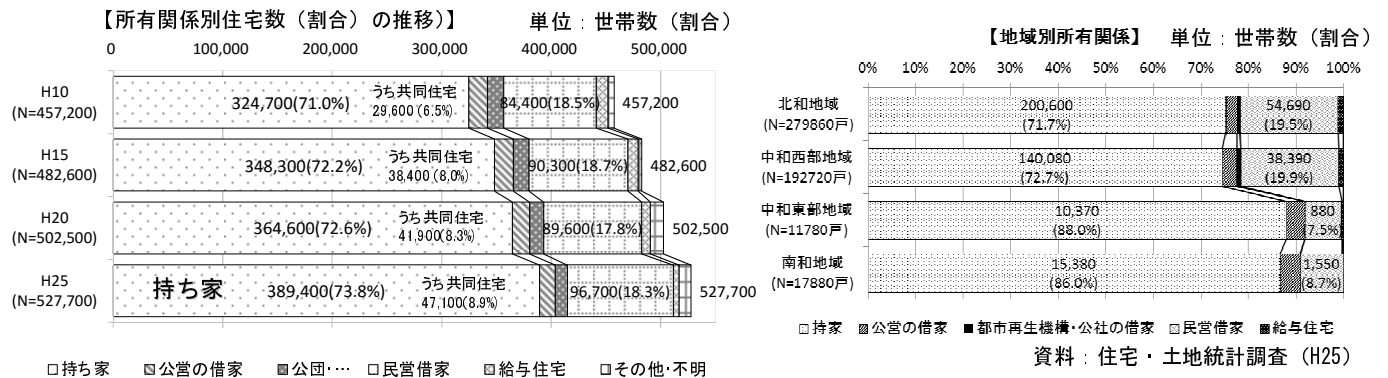 【所有関係別住宅数（割合）の推移）】 単位：世帯数（割合）
0 100,000 200,000 300,000 400,000 500,000
H10
(N=457,200)
324,700(71.0%)
うち共同住宅
29,600（6.5%）
84,400(18.5%)
457,200
H15
(N=482,600)
348,300(72.2%)
うち共同住宅
38,400（8.0%）
90,300(18.7%)
482,600
H20
(N=502,500)
364,600(72.6%)
うち共同住宅
41,900(8.3%)
89,600(17.8%)
502,500
H25
(N=527,700)
持ち家
389,400(73.8%)
うち共同住宅
47,100(8.9%)
96,700(18.3%)
527,700
持ち家 公営の借家 公団・… 民営借家 給与住宅 その他・不明
【地域別所有関係】 単位：世帯数（割合）
0% 10% 20% 30% 40% 50% 60% 70% 80% 90% 100%
北和地域
(N=279860戸)
200,600
(71.7%)
54,690
(19.5%)
中和西部地域
(N=192720戸)
140,080
(72.7%)
38,390
(19.9%)
中和東部地域
(N=11780戸)
10,370
(88.0%)
880
(7.5%)
南和地域
(N=17880戸)
15,380
(86.0%)
1,550
(8.7%)
持家 公営の借家 都市再生機構・公社の借家 民営借家 給与住宅
資料：住宅・土地統計調査（H25）